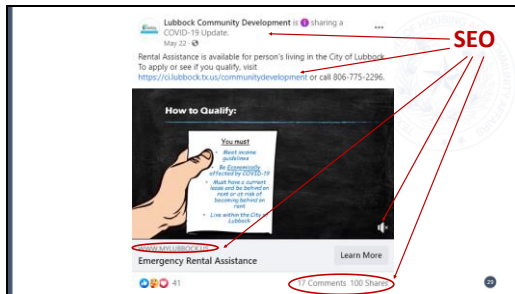 Lubbock Community Development is sharing a
COVID-19 Update.
May 22 ·
SEO
Rental Assistance is available for person's living in the City of Lubbock.
To apply or see if you qualify, visit
https://ci.lubbock.tx.us/communitydevelopment or call 806-775-2296.
How to Qualify:
You must
• Meet income
guidelines
• Be Economically
affected by COVID-19
• Must have a current
lease and be behind on
rent or at risk of
becoming behind on
rent
• Live within the City of
Lubbock
WWW.MYLUBBOCK.US
Emergency Rental Assistance
Learn More
41
17 Comments 100 Shares